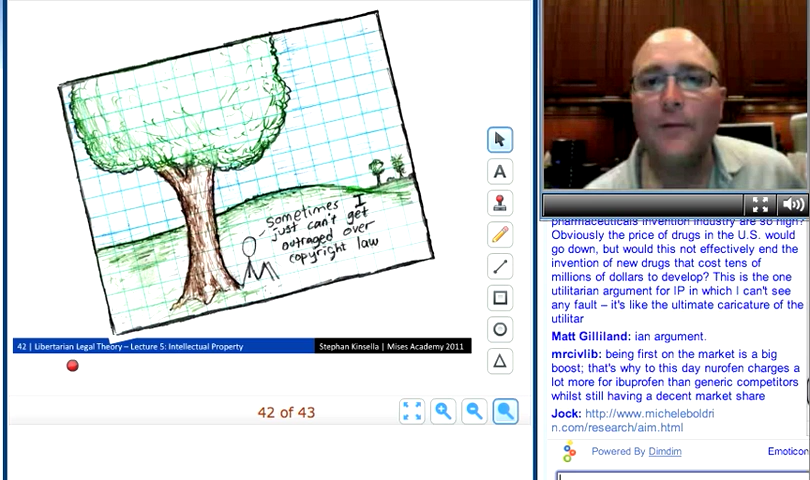 Sometimes I
just can't get
outraged over
copyright law
42 | Libertarian Legal Theory – Lecture 5: Intellectual Property
Stephan Kinsella | Mises Academy 2011
A
42 of 43
pharmaceuticals invention industry are so high?
Obviously the price of drugs in the U.S. would
go down, but would this not effectively end the
invention of new drugs that cost tens of
millions of dollars to develop? This is the one
utilitarian argument for IP in which I can't see
any fault – it's like the ultimate caricature of the
utilitar
Matt Gilliland: ian argument.
mrcivlib: being first on the market is a big
boost; that's why to this day nurofen charges a
lot more for ibuprofen than generic competitors
whilst still having a decent market share
Jock: http://www.micheleboldri
n.com/research/aim.html
Powered By Dimdim
Emoticon